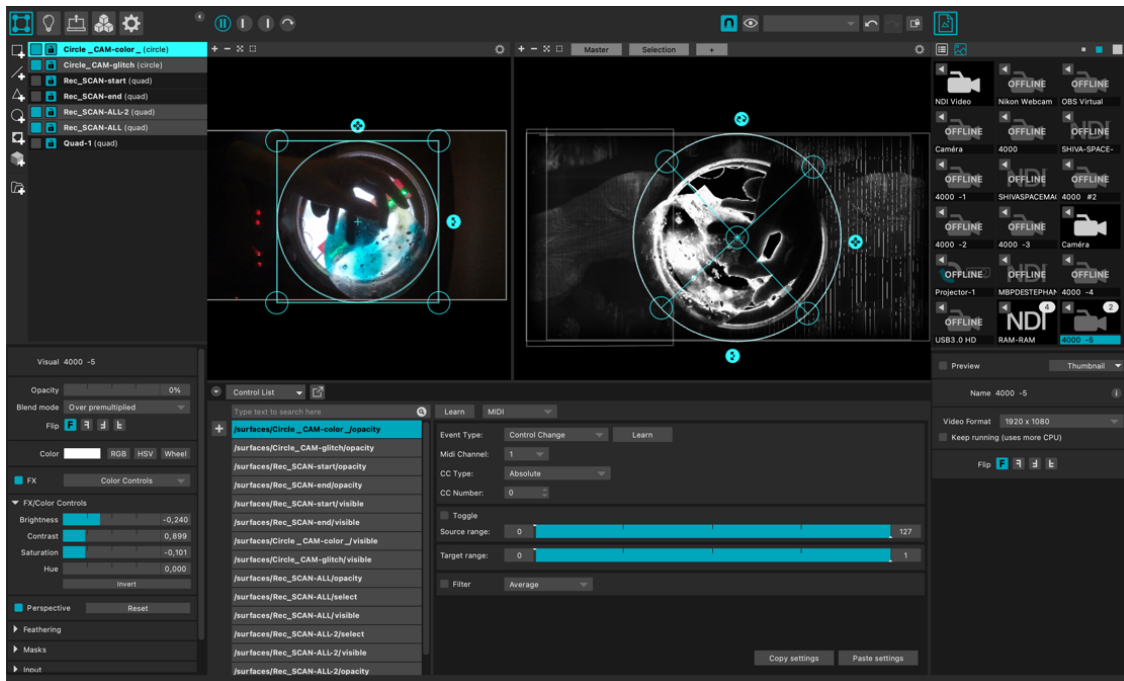 Circle _CAM-color_ (circle)
Circle_CAM-glitch (circle)
Rec_SCAN-start (quad)
Rec_SCAN-end (quad)
Rec_SCAN-ALL-2 (quad)
Rec_SCAN-ALL (quad)
Quad-1 (quad)
Master Selection +
NDI Video
OFFLINE Nikon Webcam
OFFLINE OBS Virtual
OFFLINE Caméra
OFFLINE 4000
NDI SHIVA-SPACE-
OFFLINE 4000 -1
NDI OFFLINE SHIVASPACEMAC
OFFLINE 4000 #2
OFFLINE 4000 -2
OFFLINE 4000 -3
Caméra
OFFLINE Projector-1
NDI OFFLINE MBPDESTEPHAN
OFFLINE 4000 -4
OFFLINE USB3.0 HD
NDI 4 RAM-RAM
2 4000 -5
Visual 4000 -5
Opacity 0%
Blend mode Over premultiplied
Flip F F F F
Color RGB HSV Wheel
FX Color Controls
FX/Color Controls
Brightness -0,240
Contrast 0,899
Saturation -0,101
Hue 0,000
Invert
Perspective Reset
Feathering
Masks
Input
Control List
Type text to search here
/surfaces/Circle _CAM-color_/opacity
/surfaces/Circle_CAM-glitch/opacity
/surfaces/Rec_SCAN-start/opacity
/surfaces/Rec_SCAN-end/opacity
/surfaces/Rec_SCAN-start/visible
/surfaces/Rec_SCAN-end/visible
/surfaces/Circle _CAM-color_/visible
/surfaces/Circle_CAM-glitch/visible
/surfaces/Rec_SCAN-ALL/opacity
/surfaces/Rec_SCAN-ALL/select
/surfaces/Rec_SCAN-ALL/visible
/surfaces/Rec_SCAN-ALL-2/select
/surfaces/Rec_SCAN-ALL-2/visible
/surfaces/Rec_SCAN-ALL-2/opacity
Learn MIDI
Event Type: Control Change Learn
Midi Channel: 1
CC Type: Absolute
CC Number: 0
Toggle
Source range: 0 127
Target range: 0 1
Filter Average
Copy settings Paste settings
Preview Thumbnail
Name 4000 -5
Video Format 1920 x 1080
Keep running (uses more CPU)
Flip F F F F